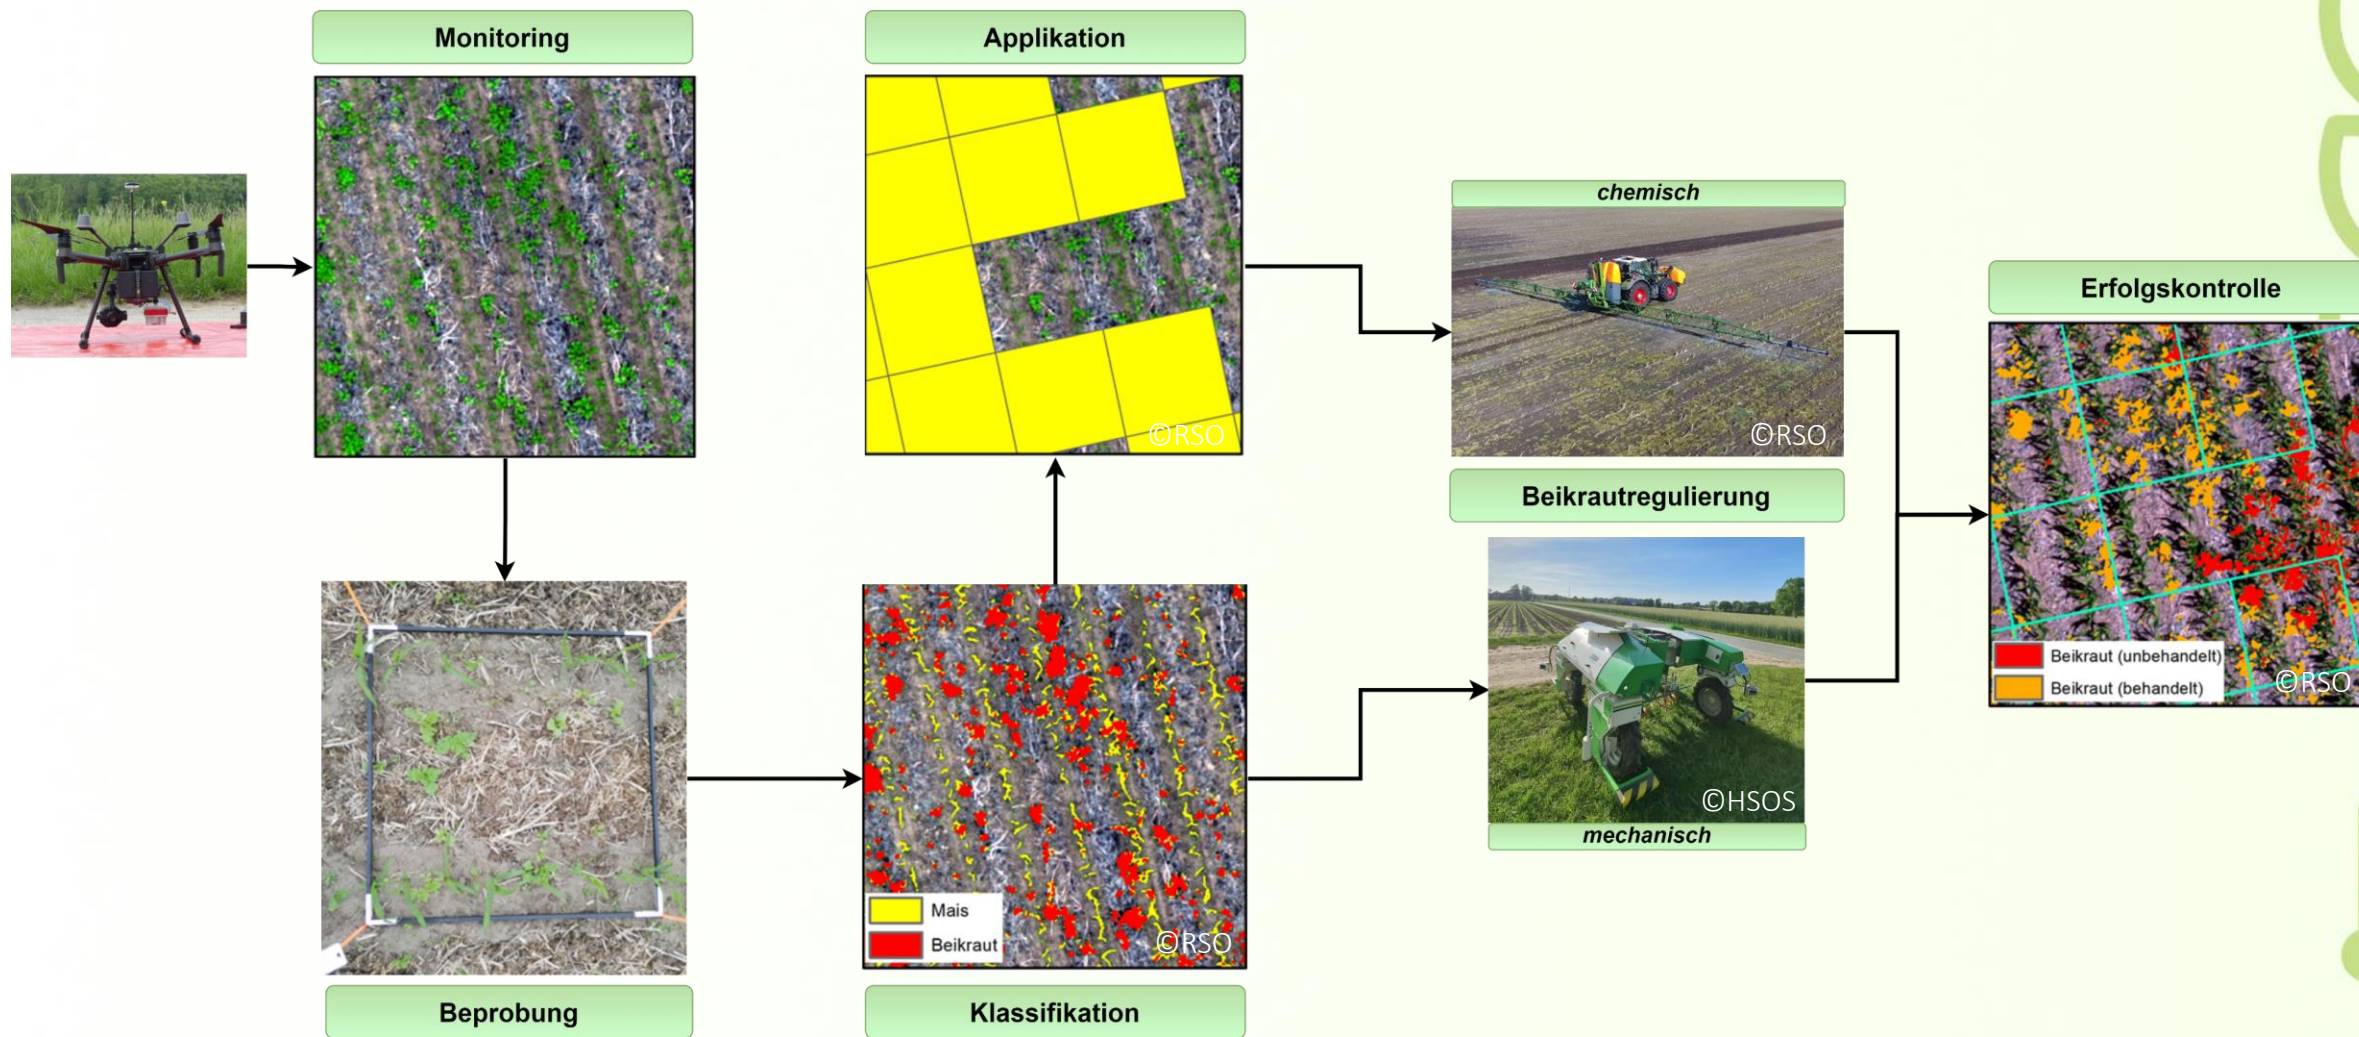 Monitoring
Applikation
©RSO
chemisch
©RSO
Beikrautregulierung
©HSOS
mechanisch
Erfolgskontrolle
Beikraut (unbehandelt)
Beikraut (behandelt)
©RSO
Mais
Beikraut
©RSO
Beprobung
Klassifikation